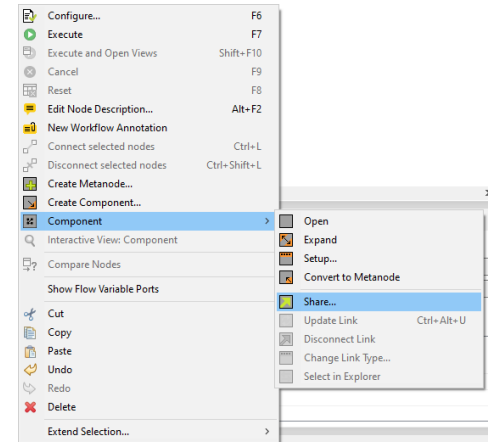 Configure... F6
Execute F7
Execute and Open Views Shift+F10
Cancel F9
Reset F8
Edit Node Description... Alt+F2
New Workflow Annotation
Connect selected nodes Ctrl+L
Disconnect selected nodes Ctrl+Shift+L
Create Metanode...
Create Component...
Component
Interactive View: Component
Compare Nodes
Show Flow Variable Ports
Cut
Copy
Paste
Undo
Redo
Delete
Extend Selection...
Open
Expand
Setup...
Convert to Metanode
Share...
Update Link Ctrl+Alt+U
Disconnect Link
Change Link Type...
Select in Explorer